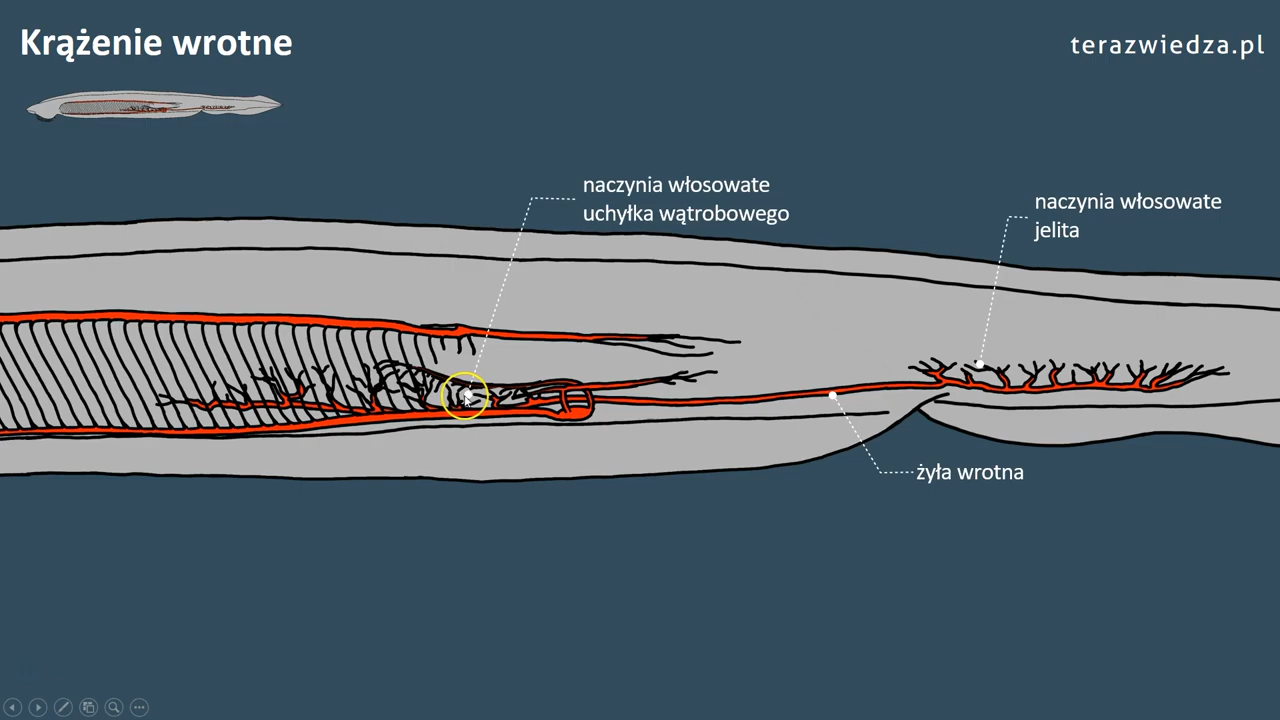 Krążenie wrotne
terazwiedza.pl
naczynia włosowate
uchyłka wątrobowego
naczynia włosowate
jelita
żyła wrotna